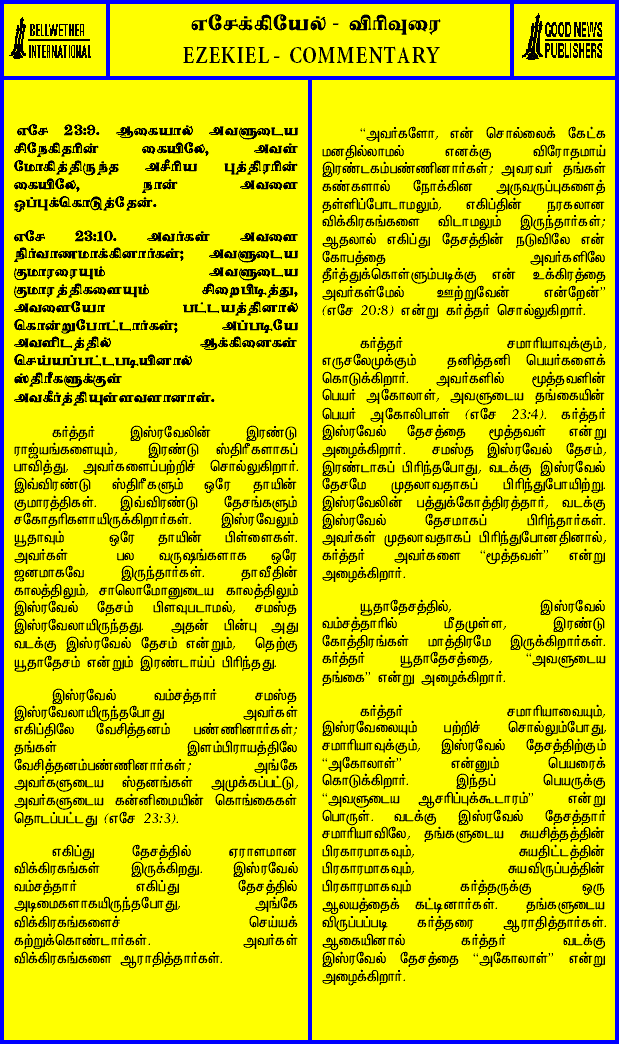 BELLWETHER
INTERNATIONAL
எசேக்கியேல் - விரிவுரை
EZEKIEL - COMMENTARY
GOOD NEWS
PUBLISHERS
எசே 23:9. ஆகையால் அவளுடைய
சிநேகிதரின் கையிலே, அவள்
மோகித்திருந்த அசீரிய புத்திரரின்
கையிலே, நான் அவளை
ஒப்புக்கொடுத்தேன்.
எசே 23:10. அவர்கள் அவளை
நிர்வாணமாக்கினார்கள்; அவளுடைய
குமாரரையும் அவளுடைய
குமாரத்திகளையும் சிறைபிடித்து,
அவளையோ பட்டயத்தினால்
கொன்றுபோட்டார்கள்; அப்படியே
அவளிடத்தில் ஆக்கினைகள்
செய்யப்பட்டபடியினால்
ஸ்திரீகளுக்குள்
அவகீர்த்தியுள்ளவளானாள்.
கர்த்தர் இஸ்ரவேலின் இரண்டு
ராஜ்யங்களையும், இரண்டு ஸ்திரீகளாகப்
பாவித்து, அவர்களைப்பற்றிச் சொல்லுகிறார்.
இவ்விரண்டு ஸ்திரீகளும் ஒரே தாயின்
குமாரத்திகள். இவ்விரண்டு தேசங்களும்
சகோதரிகளாயிருக்கிறார்கள். இஸ்ரவேலும்
யூதாவும் ஒரே தாயின் பிள்ளைகள்.
அவர்கள் பல வருஷங்களாக ஒரே
ஜனமாகவே இருந்தார்கள். தாவீதின்
காலத்திலும், சாலொமோனுடைய காலத்திலும்
இஸ்ரவேல் தேசம் பிளவுபடாமல், சமஸ்த
இஸ்ரவேலாயிருந்தது. அதன் பின்பு அது
வடக்கு இஸ்ரவேல் தேசம் என்றும், தெற்கு
யூதாதேசம் என்றும் இரண்டாய்ப் பிரிந்தது.
இஸ்ரவேல் வம்சத்தார் சமஸ்த
இஸ்ரவேலாயிருந்தபோது அவர்கள்
எகிப்திலே வேசித்தனம் பண்ணினார்கள்;
தங்கள் இளம்பிராயத்திலே
வேசித்தனம்பண்ணினார்கள்; அங்கே
அவர்களுடைய ஸ்தனங்கள் அமுக்கப்பட்டு,
அவர்களுடைய கன்னிமையின் கொங்கைகள்
தொடப்பட்டது (எசே 23:3).
எகிப்து தேசத்தில் ஏராளமான
விக்கிரகங்கள் இருக்கிறது. இஸ்ரவேல்
வம்சத்தார் எகிப்து தேசத்தில்
அடிமைகளாகயிருந்தபோது, அங்கே
விக்கிரகங்களைச் செய்யக்
கற்றுக்கொண்டார்கள். அவர்கள்
விக்கிரகங்களை ஆராதித்தார்கள்.
“அவர்களோ, என் சொல்லைக் கேட்க
மனதில்லாமல் எனக்கு விரோதமாய்
இரண்டகம்பண்ணினார்கள்; அவரவர் தங்கள்
கண்களால் நோக்கின அருவருப்புகளைத்
தள்ளிப்போடாமலும், எகிப்தின் நரகலான
விக்கிரகங்களை விடாமலும் இருந்தார்கள்;
ஆதலால் எகிப்து தேசத்தின் நடுவிலே என்
கோபத்தை அவர்களிலே
தீர்த்துக்கொள்ளும்படிக்கு என் உக்கிரத்தை
அவர்கள்மேல் ஊற்றுவேன் என்றேன்”
(எசே 20:8) என்று கர்த்தர் சொல்லுகிறார்.
கர்த்தர் சமாரியாவுக்கும்,
எருசலேமுக்கும் தனித்தனி பெயர்களைக்
கொடுக்கிறார். அவர்களில் மூத்தவளின்
பெயர் அகோலாள், அவளுடைய தங்கையின்
பெயர் அகோலிபாள் (எசே 23:4). கர்த்தர்
இஸ்ரவேல் தேசத்தை மூத்தவள் என்று
அழைக்கிறார். சமஸ்த இஸ்ரவேல் தேசம்,
இரண்டாகப் பிரிந்தபோது, வடக்கு இஸ்ரவேல்
தேசமே முதலாவதாகப் பிரிந்துபோயிற்று.
இஸ்ரவேலின் பத்துக்கோத்திரத்தார், வடக்கு
இஸ்ரவேல் தேசமாகப் பிரிந்தார்கள்.
அவர்கள் முதலாவதாகப் பிரிந்துபோனதினால்,
கர்த்தர் அவர்களை “மூத்தவள்” என்று
அழைக்கிறார்.
யூதாதேசத்தில், இஸ்ரவேல்
வம்சத்தாரில் மீதமுள்ள, இரண்டு
கோத்திரங்கள் மாத்திரமே இருக்கிறார்கள்.
கர்த்தர் யூதாதேசத்தை, “அவளுடைய
தங்கை” என்று அழைக்கிறார்.
கர்த்தர் சமாரியாவையும்,
இஸ்ரவேலையும் பற்றிச் சொல்லும்போது,
சமாரியாவுக்கும், இஸ்ரவேல் தேசத்திற்கும்
“அகோலாள்” என்னும் பெயரைக்
கொடுக்கிறார். இந்தப் பெயருக்கு
“அவளுடைய ஆசரிப்புக்கூடாரம்” என்று
பொருள். வடக்கு இஸ்ரவேல் தேசத்தார்
சமாரியாவிலே, தங்களுடைய சுயசித்தத்தின்
பிரகாரமாகவும், சுயதிட்டத்தின்
பிரகாரமாகவும், சுயவிருப்பத்தின்
பிரகாரமாகவும் கர்த்தருக்கு ஒரு
ஆலயத்தைக் கட்டினார்கள். தங்களுடைய
விருப்பப்படி கர்த்தரை ஆராதித்தார்கள்.
ஆகையினால் கர்த்தர் வடக்கு
இஸ்ரவேல் தேசத்தை “அகோலாள்” என்று
அழைக்கிறார்.